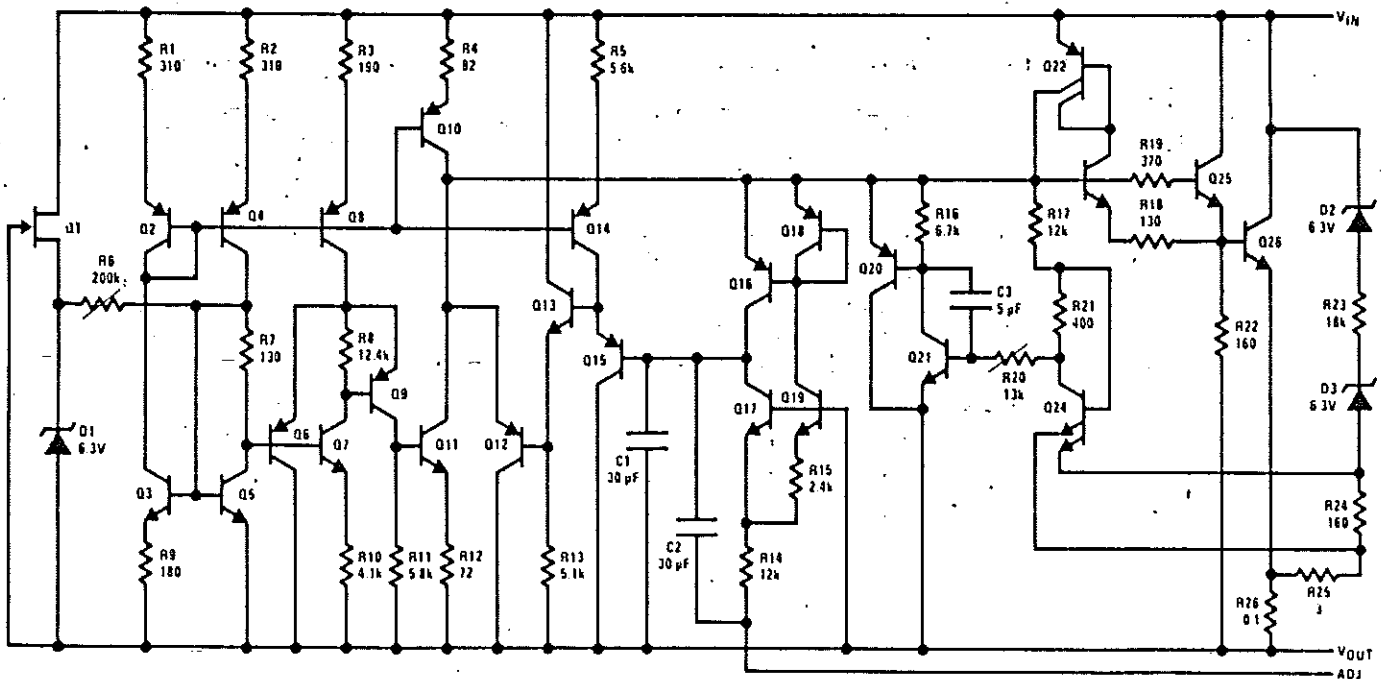 VIN
R1
310
R2
310
R3
190
R4
82
R5
5.6k
Q22
Q10
R19
370
Q25
R18
130
Q1
Q2
Q4
Q8
Q14
Q18
R16
6.7k
R17
12k
Q26
D2
6.3V
R6
200k
Q13
Q16
Q20
C3
5 pF
R21
400
R23
18k
R7
130
R8
12.4k
Q9
Q15
Q21
R20
13k
R22
160
D1
6.3V
Q6
Q7
Q11
Q12
Q17
Q19
Q24
D3
6.3V
Q3
Q5
C1
30 pF
R15
2.4k
R24
160
R9
180
R10
4.1k
R11
5.8k
R12
72
R13
5.1k
C2
30 pF
R14
12k
R25
3
R26
0.1
VOUT
ADJ